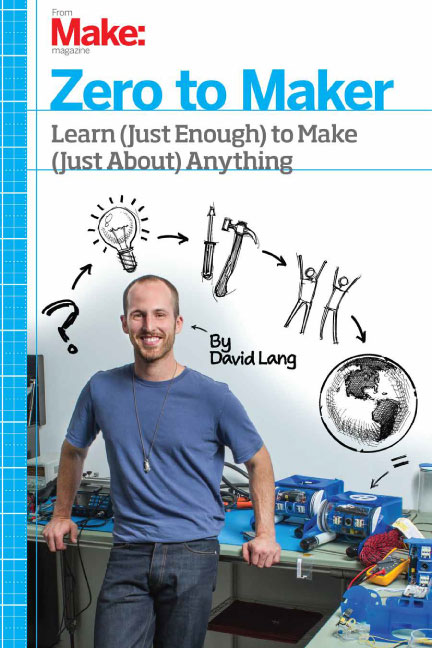 From
Make:
magazine
Zero to Maker
Learn (Just Enough) to Make
(Just About) Anything
?
By
David Lang
=